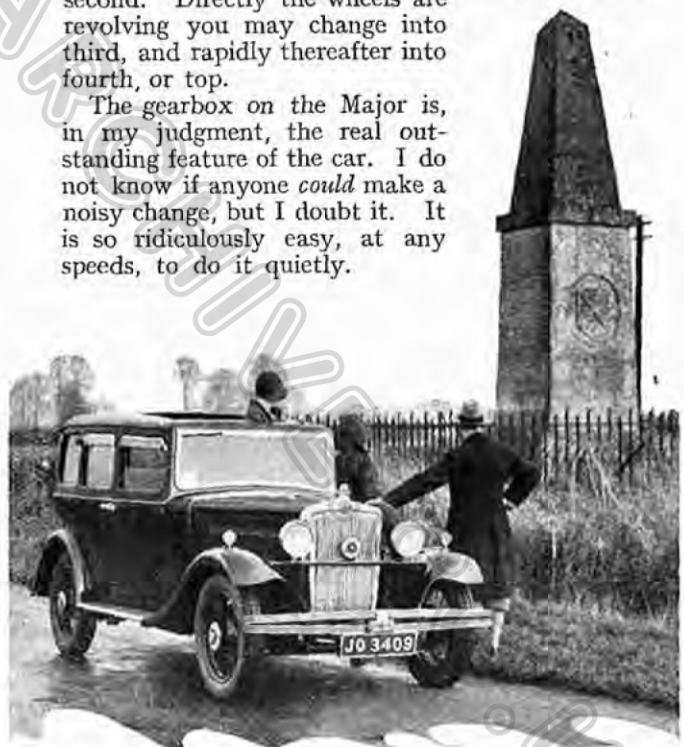 second. Directly the wheels are
revolving you may change into
third, and rapidly thereafter into
fourth, or top.
The gearbox on the Major is,
in my judgment, the real out-
standing feature of the car. I do
not know if anyone could make a
noisy change, but I doubt it. It
is so ridiculously easy, at any
speeds, to do it quietly.
ARCHIVE
JO 3409